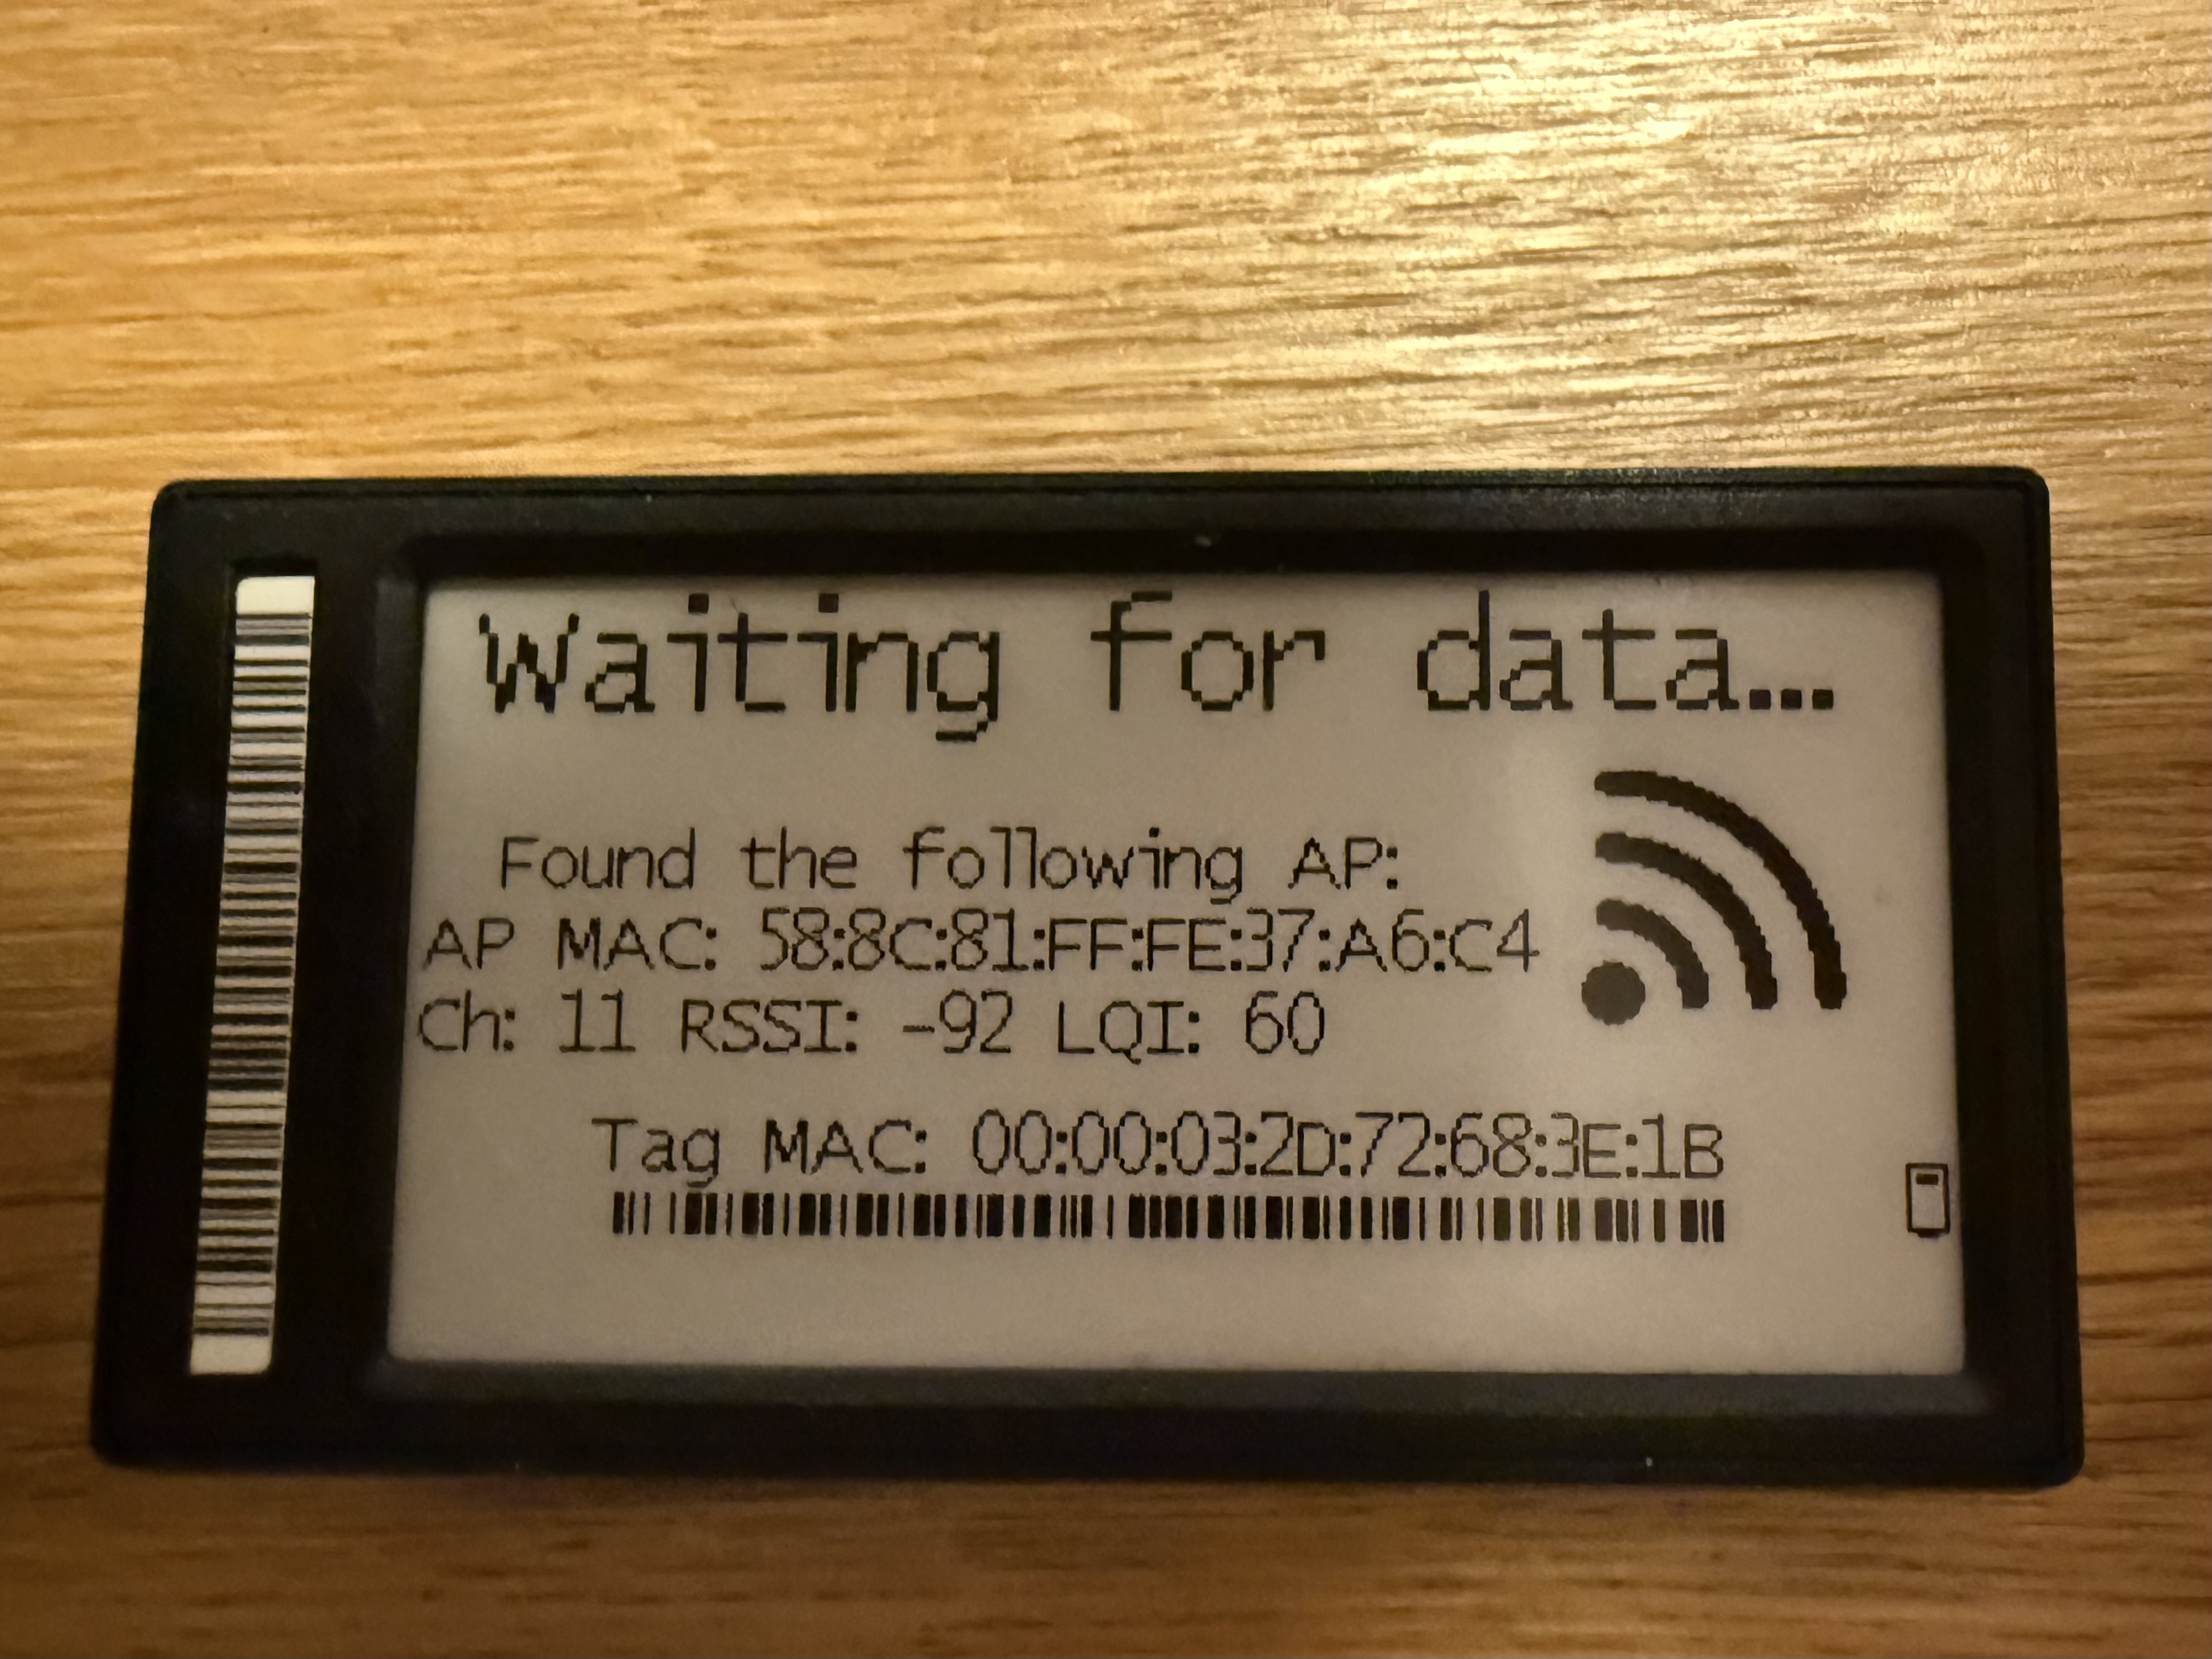 Waiting for data...
Found the following AP:
AP MAC: 58:8C:81:FF:FE:37:A6:C4
Ch: 11 RSSI: -92 LQI: 60
Tag MAC: 00:00:03:2D:72:68:3E:1B